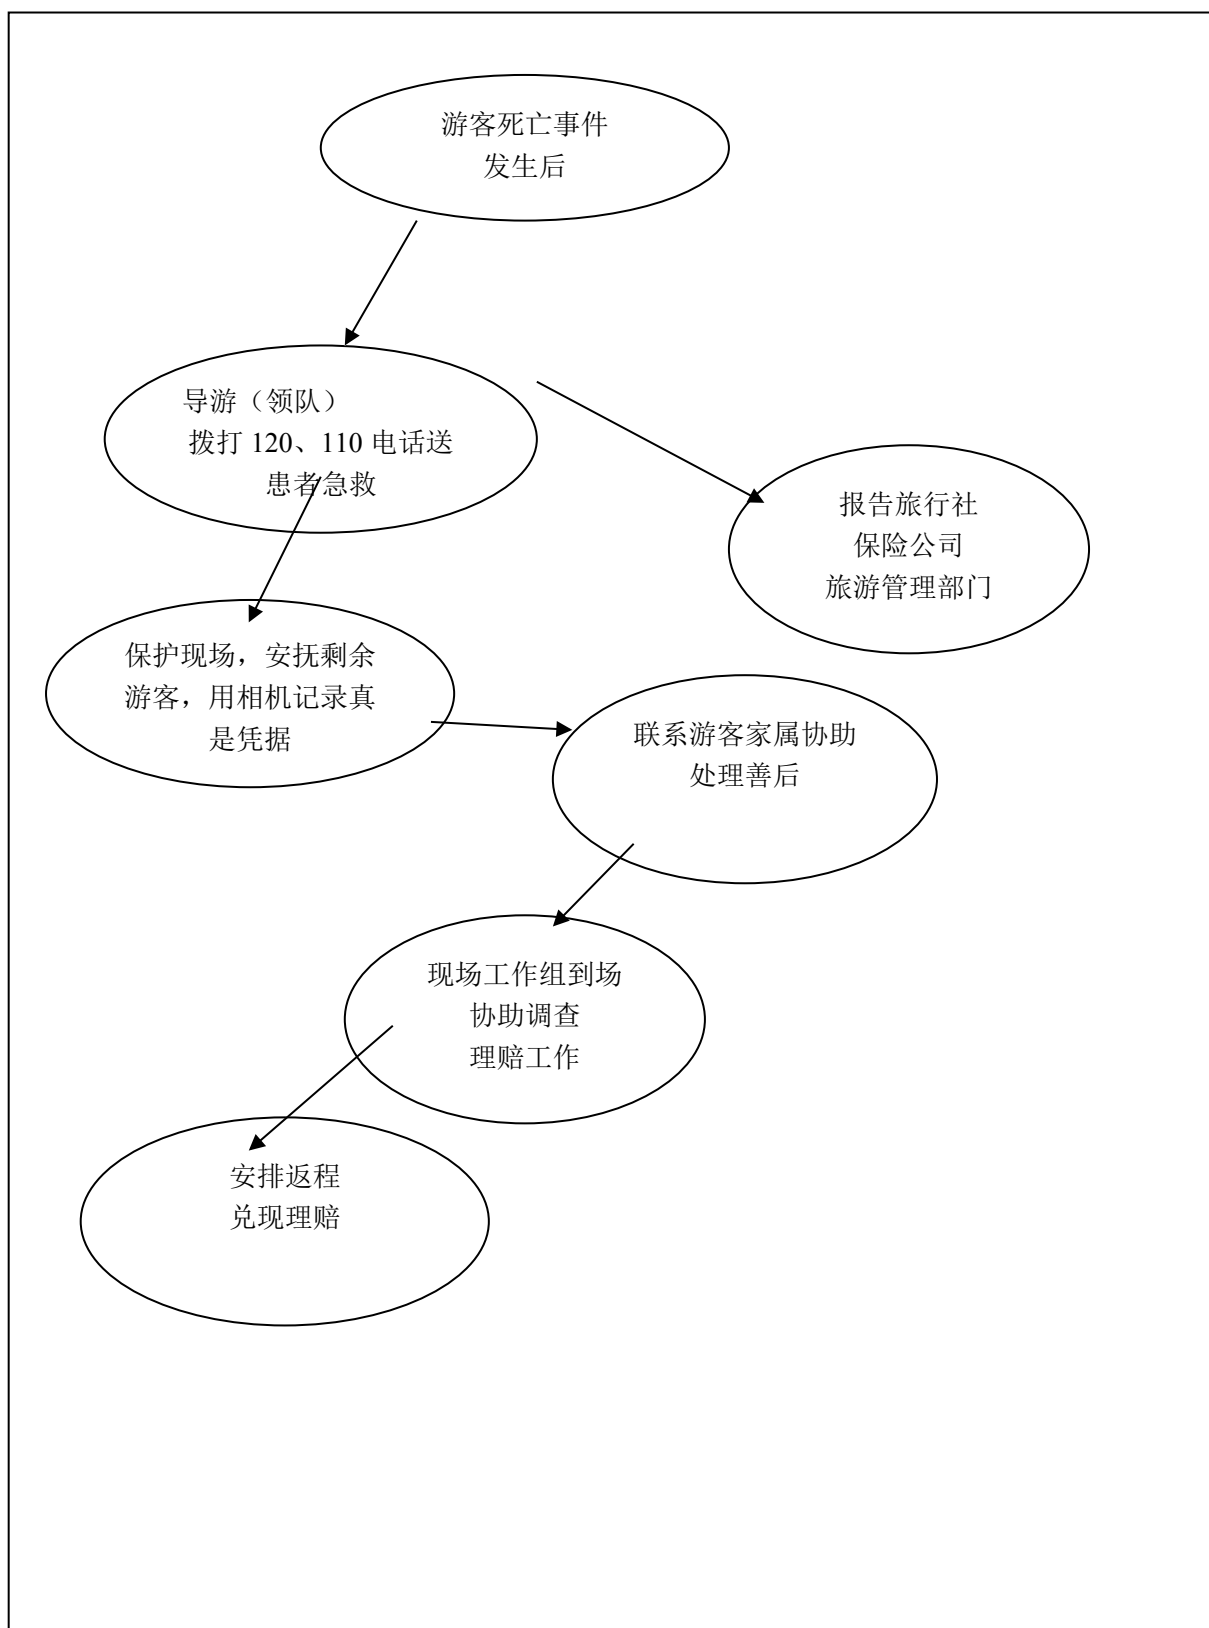 游客死亡事件
发生后
导游（领队）
拨打 120、110 电话送
患者急救
报告旅行社
保险公司
旅游管理部门
保护现场，安抚剩余
游客，用相机记录真
是凭据
联系游客家属协助
处理善后
现场工作组到场
协助调查
理赔工作
安排返程
兑现理赔